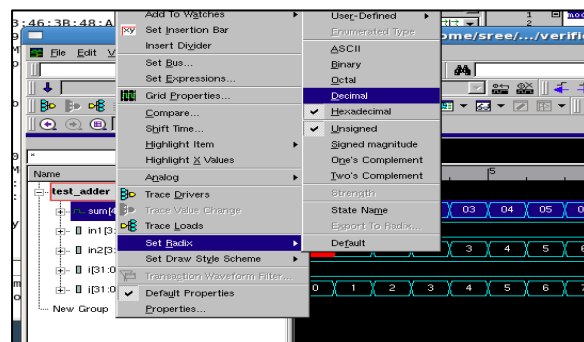 3:46:3B:48:A
ome/sree/.../verific
File Edit V
Name
test_adder
sum[4
in1[3:
in2[3:
i[31:0
i[31:0
New Group
Add To Watches
Set Insertion Bar
Insert Divider
Set Bus...
Set Expressions...
Grid Properties...
Compare...
Shift Time...
Highlight Item
Highlight X Values
Analog
Trace Drivers
Trace Value Change
Trace Loads
Set Radix
Set Draw Style Scheme
Transaction Waveform Filter...
Default Properties
Properties...
User-Defined
Enumerated Type
ASCII
Binary
Octal
Decimal
Hexadecimal
Unsigned
Signed magnitude
One's Complement
Two's Complement
Strength
State Name
Export To Radix...
Default
1 mod
2
5
03 04 05 0
3 4 5 6
0 1 2 3 4 5 6 7